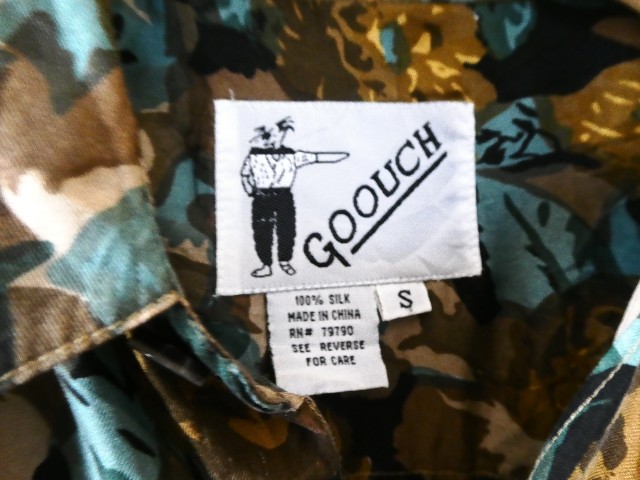 GOOUCH
100% SILK
MADE IN CHINA
RN# 79790
SEE REVERSE
FOR CARE
S